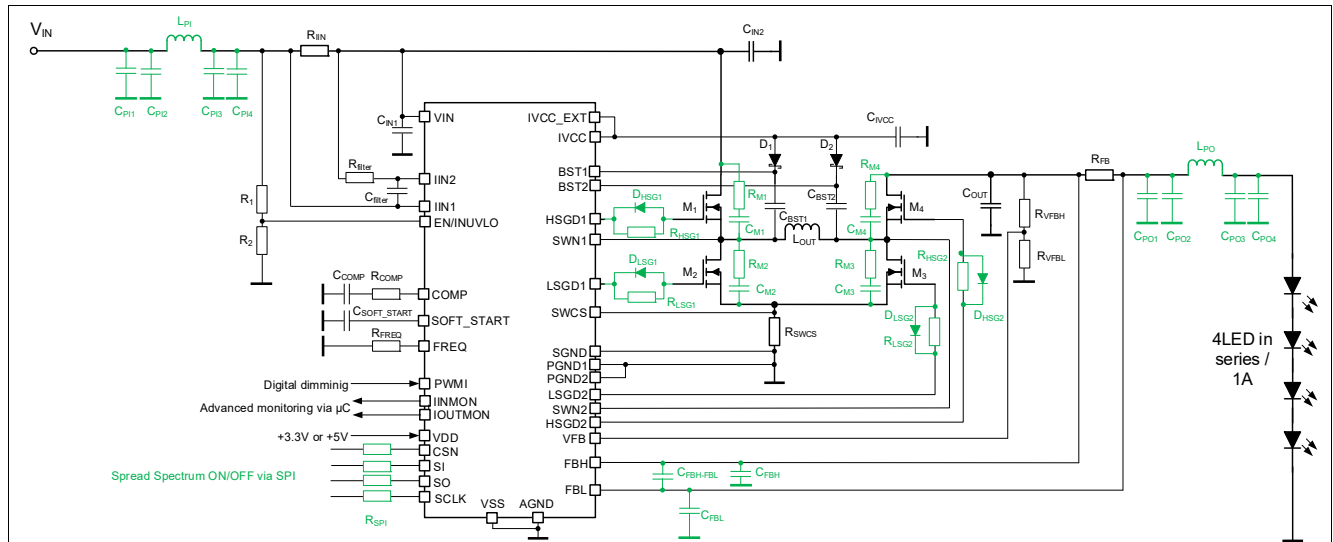 VIN
LPI
RIIN
CIN2
CPI1
CPI2
CPI3
CPI4
CIN1
VIN
IVCC_EXT
IVCC
CIVCC
D1
D2
Rfilter
IIN2
Cfilter
IIN1
EN/INUVLO
R1
R2
BST1
BST2
HSGD1
SWN1
LSGD1
SWCS
SGND
PGND1
PGND2
LSGD2
SWN2
HSGD2
VFB
FBH
FBL
DHSG1
RHSG1
DLSG1
RLSG1
M1
M2
RM1
CM1
RM2
CM2
CBST1
CBST2
LOUT
RM4
CM4
RM3
CM3
M4
M3
RSWCS
DLSG2
RLSG2
RHSG2
DHSG2
COUT
RVFBH
RVFBL
RFB
LPO
CPO1
CPO2
CPO3
CPO4
4LED in
series /
1A
CCOMP
RCOMP
COMP
CSOFT_START
SOFT_START
RFREQ
FREQ
Digital dimminig
PWMI
Advanced monitoring via µC
IINMON
IOUTMON
+3.3V or +5V
VDD
CSN
SI
Spread Spectrum ON/OFF via SPI
SO
SCLK
RSPI
VSS
AGND
CFBH-FBL
CFBH
CFBL